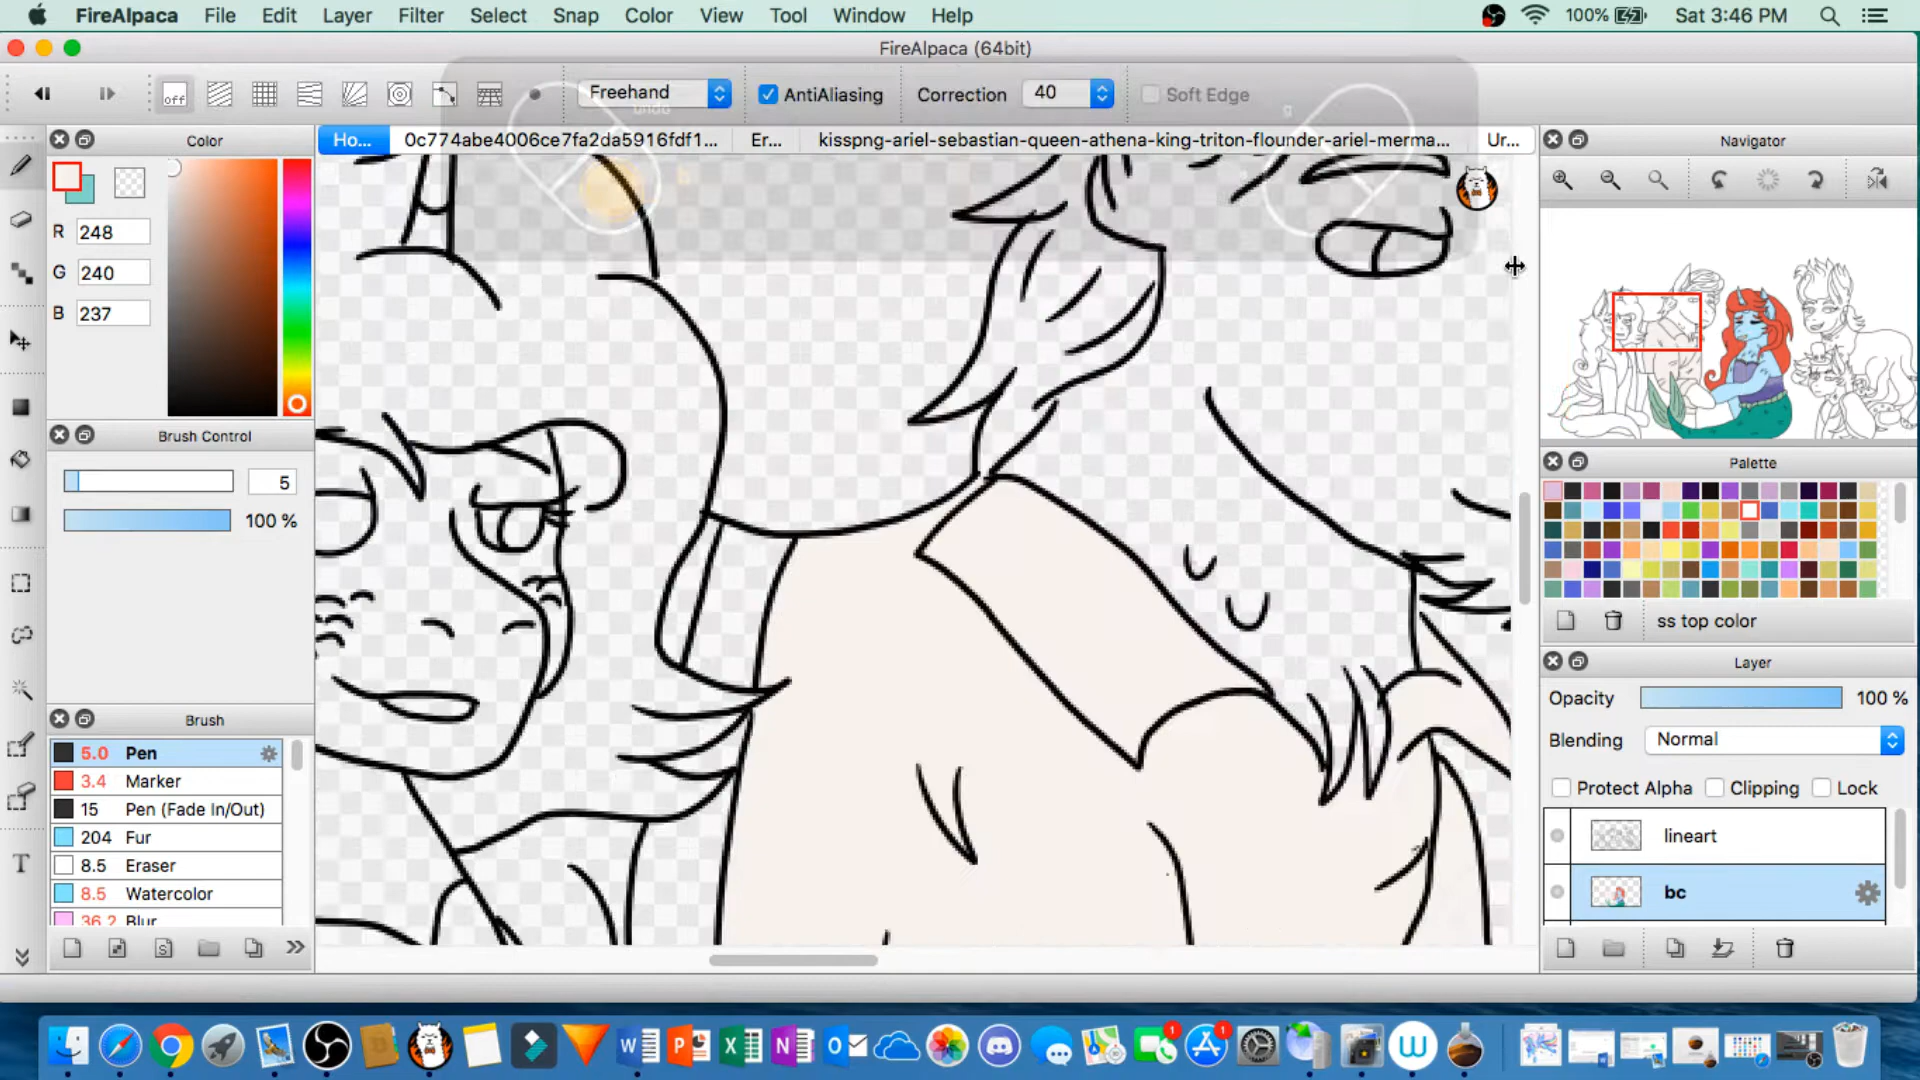 FireAlpaca File Edit Layer Filter Select Snap Color View Tool Window Help 100% Sat 3:46 PM
FireAlpaca (64bit)
off Freehand AntiAliasing Correction 40 Soft Edge
undo g
Color Ho... 0c774abe4006ce7fa2da5916fdf1... Er... kisspng-ariel-sebastian-queen-athena-king-triton-flounder-ariel-merma... Ur... Navigator
R 248
G 240
B 237
Brush Control
5
100 %
Palette
ss top color
Layer
Opacity 100 %
Blending Normal
Protect Alpha Clipping Lock
lineart
bc
Brush
5.0 Pen
3.4 Marker
15 Pen (Fade In/Out)
204 Fur
8.5 Eraser
8.5 Watercolor
36.2 Blur
S
T
W P X N O W
1 1